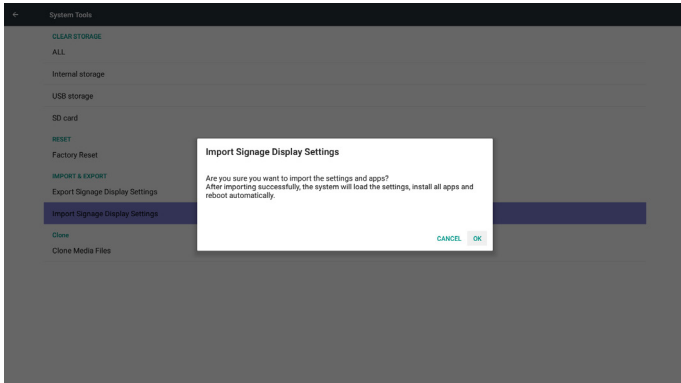 System Tools
CLEAR STORAGE
ALL
Internal storage
USB storage
SD card
RESET
Factory Reset
IMPORT & EXPORT
Export Signage Display Settings
Import Signage Display Settings
Clone
Clone Media Files
Import Signage Display Settings
Are you sure you want to import the settings and apps?
After importing successfully, the system will load the settings, install all apps and
reboot automatically.
CANCEL OK